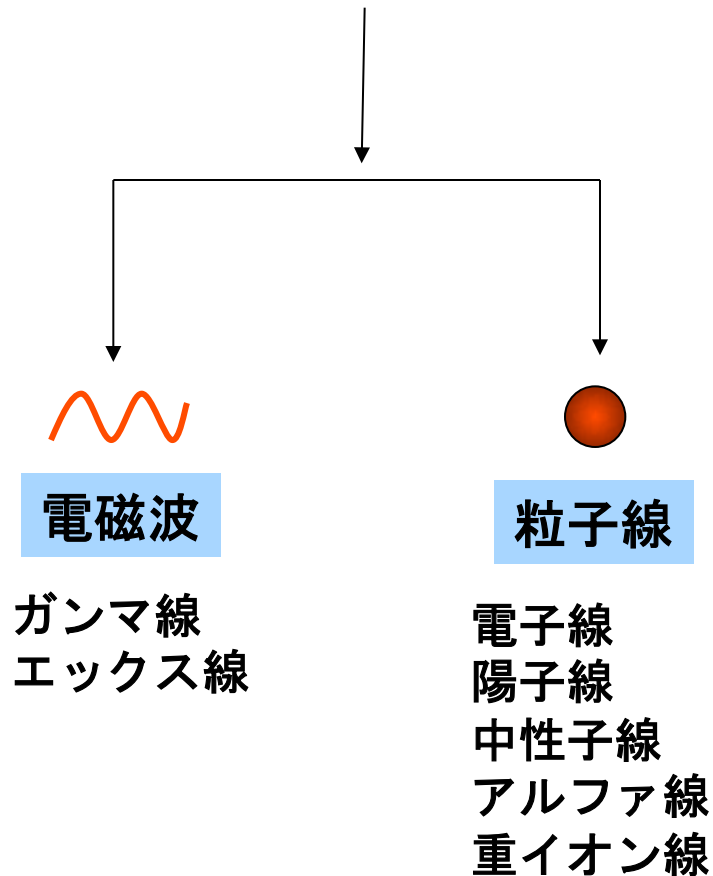 電磁波
ガンマ線
エックス線
粒子線
電子線
陽子線
中性子線
アルファ線
重イオン線